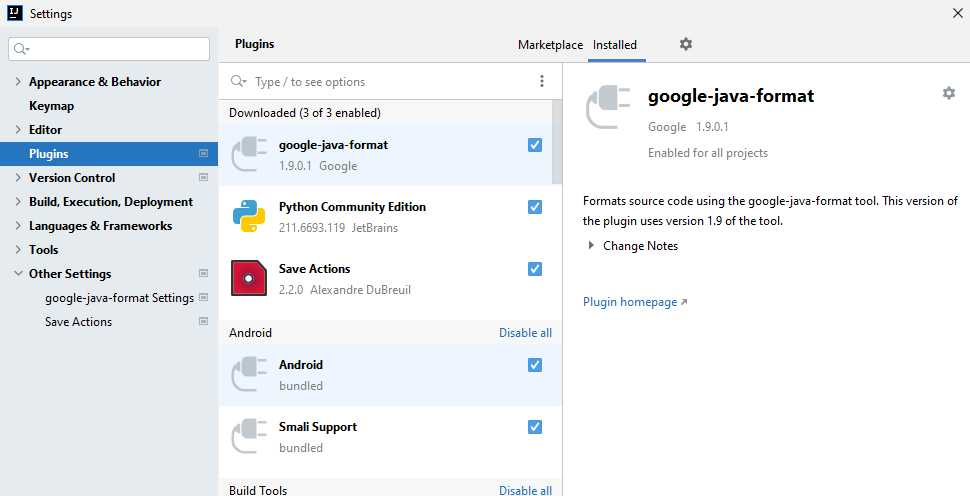 IJ
Settings
Appearance & Behavior
Keymap
Editor
Plugins
Version Control
Build, Execution, Deployment
Languages & Frameworks
Tools
Other Settings
google-java-format Settings
Save Actions
Plugins
Marketplace
Installed
Type / to see options
Downloaded (3 of 3 enabled)
google-java-format
1.9.0.1 Google
Python Community Edition
211.6693.119 JetBrains
Save Actions
2.2.0 Alexandre DuBreuil
Android
Disable all
Android
bundled
Smali Support
bundled
Build Tools
Disable all
google-java-format
Google 1.9.0.1
Enabled for all projects
Formats source code using the google-java-format tool. This version of
the plugin uses version 1.9 of the tool.
Change Notes
Plugin homepage